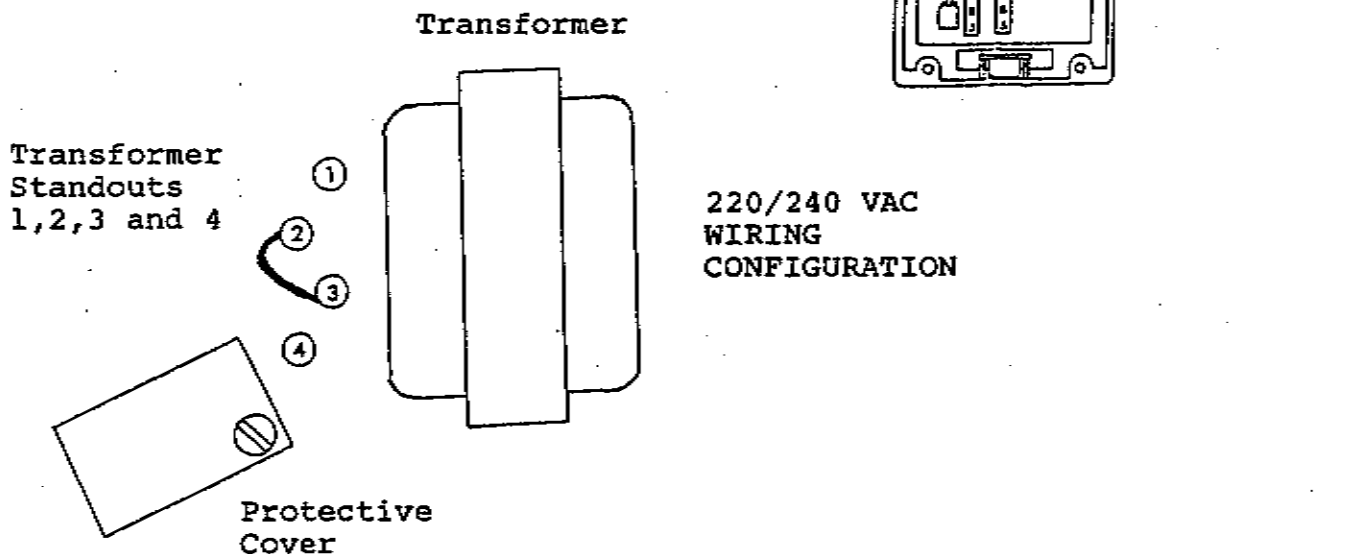 Transformer
Transformer
Standouts
1,2,3 and 4
1
2
3
4
220/240 VAC
WIRING
CONFIGURATION
Protective
Cover